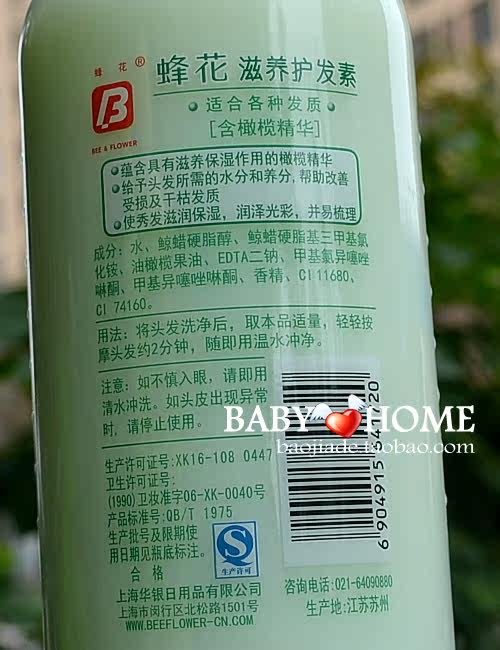 蜂花®
BEE & FLOWER
蜂花 滋养护发素
• 适合各种发质 •
[含橄榄精华]
•蕴含具有滋养保湿作用的橄榄精华
•给予头发所需的水分和养分,帮助改善
受损及干枯发质
•使秀发滋润保湿，润泽光彩，并易梳理
成分：水、鲸蜡硬脂醇、鲸蜡硬脂基三甲基氯
化铵、油橄榄果油、EDTA二钠、甲基氯异噻唑
啉酮、甲基异噻唑啉酮、香精、CI 11680、
CI 74160。
用法：将头发洗净后，取本品适量，轻轻按
摩头发约2分钟，随即用温水冲净。
注意：如不慎入眼，请即用
清水冲洗。如头皮出现异常
时，请停止使用。
生产许可证号:XK16-108 0447
卫生许可证号:
(1990)卫妆准字06-XK-0040号
产品标准号:QB/T 1975
生产批号及限期使
用日期见瓶底标注。
合 格
生产许可
上海华银日用品有限公司
上海市闵行区北松路1501号
WWW.BEEFLOWER-CN.COM
咨询电话:021-64090880
生产地:江苏苏州
BABY HOME
baojiade.taobao.com